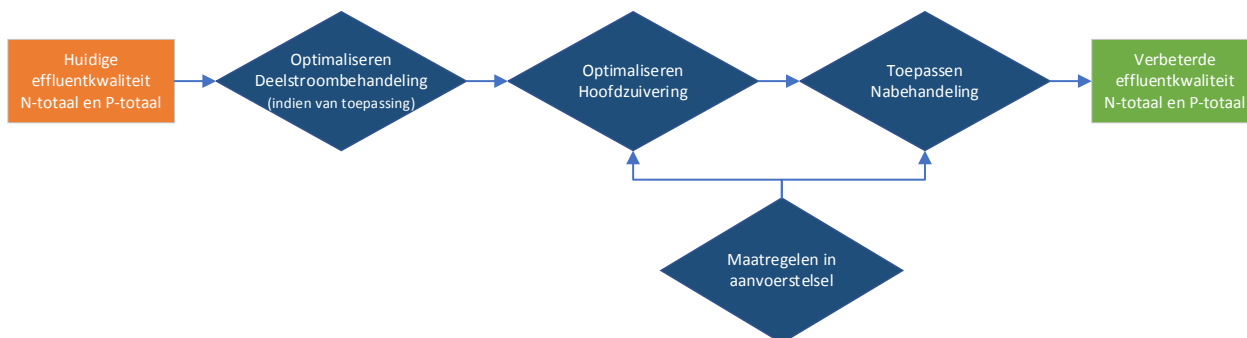 Huidige
effluentkwaliteit
N-totaal en P-totaal
Optimaliseren
Deelstroombehandeling
(indien van toepassing)
Optimaliseren
Hoofdzuivering
Toepassen
Nabehandeling
Verbeterde
effluentkwaliteit
N-totaal en P-totaal
Maatregelen in
aanvoerstelsel